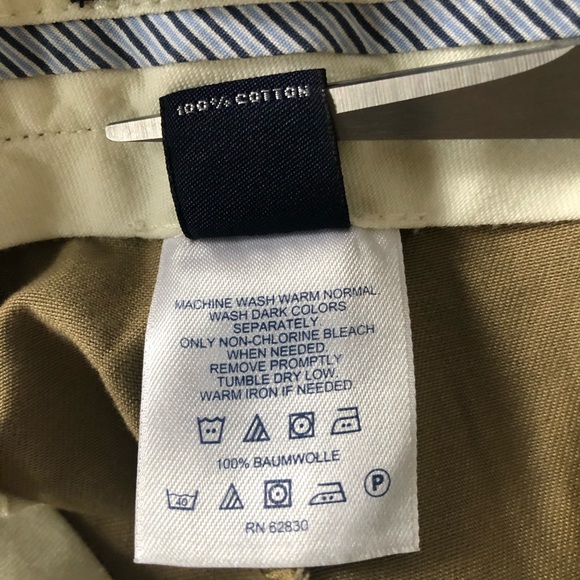 100% COTTON
MACHINE WASH WARM NORMAL.
WASH DARK COLORS
SEPARATELY
ONLY NON-CHLORINE BLEACH
WHEN NEEDED.
REMOVE PROMPTLY
TUMBLE DRY LOW.
WARM IRON IF NEEDED.
100% BAUMWOLLE
40 P
RN 62830